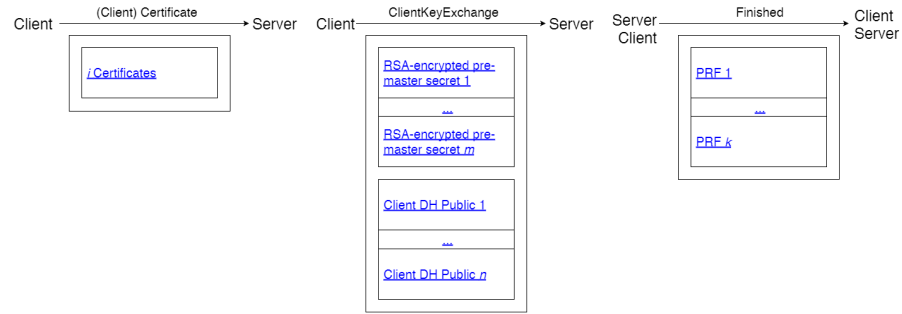 (Client) Certificate
Client
Server
i Certificates
ClientKeyExchange
Client
Server
RSA-encrypted pre-
master secret 1
...
RSA-encrypted pre-
master secret m
Client DH Public 1
...
Client DH Public n
Finished
Server
Client
Client
Server
PRF 1
...
PRF k